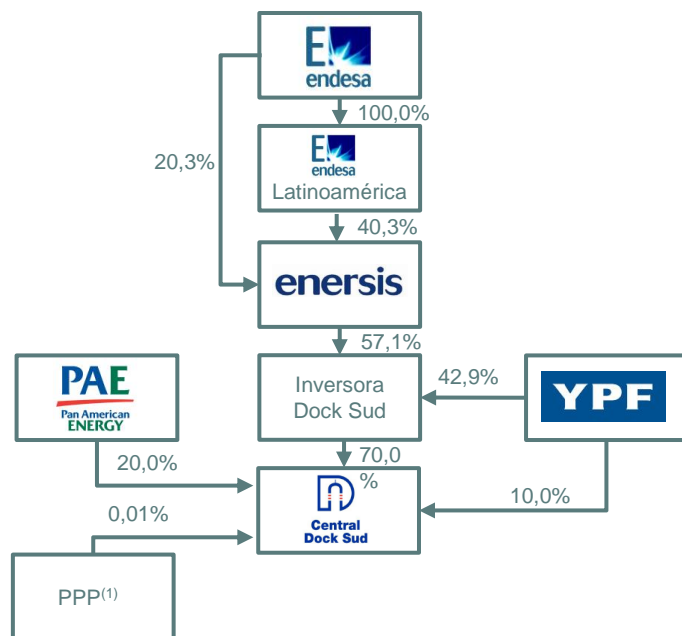 E
endesa
100,0%
20,3%
E
endesa
Latinoamérica
40,3%
enersis
57,1%
PAE
Pan American
ENERGY
Inversora
Dock Sud
42,9%
YPF
20,0%
70,0
%
10,0%
0,01%
Central
Dock Sud
PPP(1)